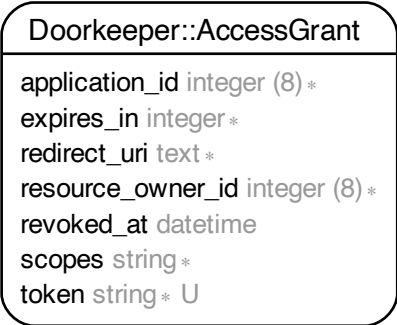 Doorkeeper::AccessGrant
application_id integer (8) *
expires_in integer *
redirect_uri text *
resource_owner_id integer (8) *
revoked_at datetime
scopes string *
token string * U